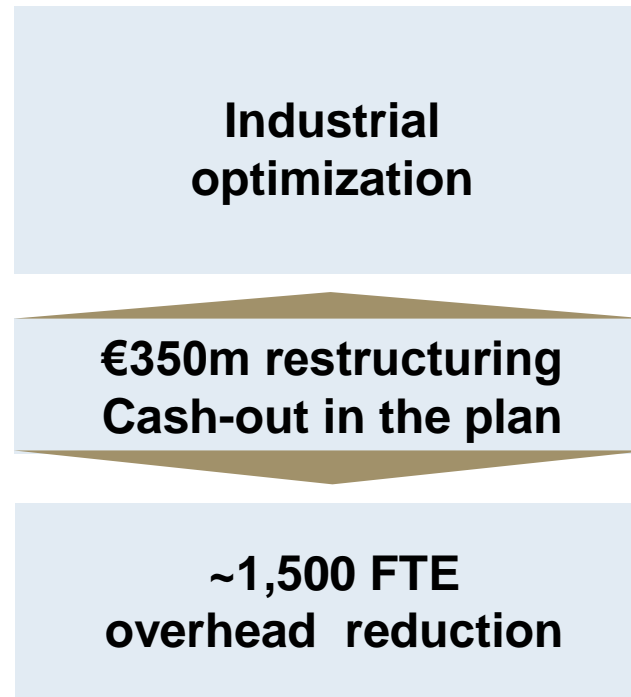 Industrial
optimization
€350m restructuring
Cash-out in the plan
~1,500 FTE
overhead reduction